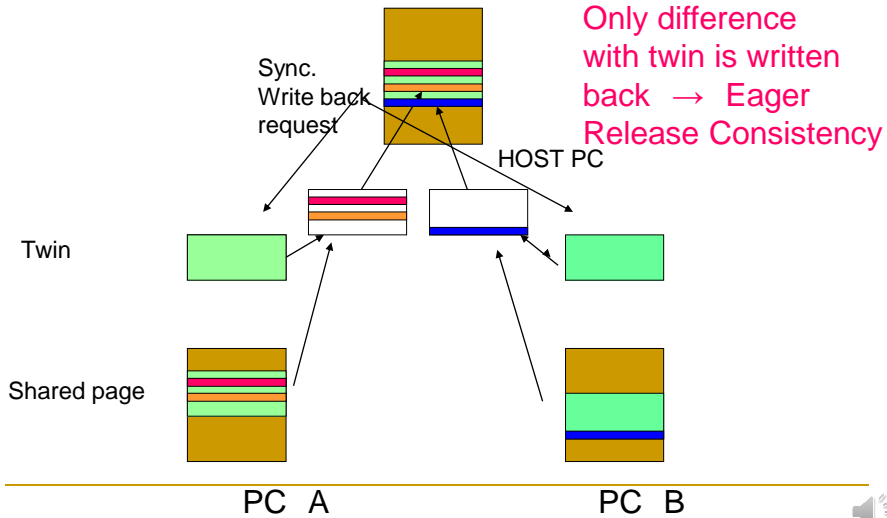 Only difference
with twin is written
back → Eager
Release Consistency
Sync.
Write back
request
HOST PC
Twin
Shared page
PC A
PC B